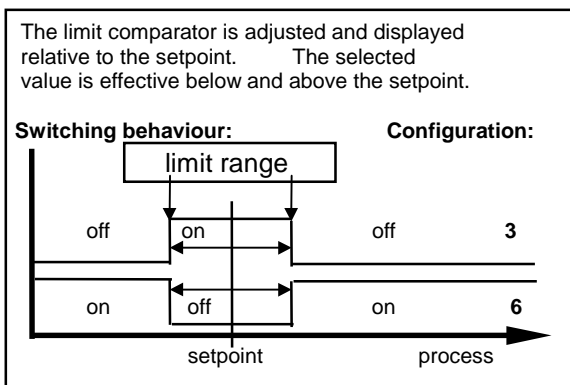 The limit comparator is adjusted and displayed
relative to the setpoint. The selected
value is effective below and above the setpoint.
Switching behaviour: Configuration:
limit range
off on off 3
on off on 6
setpoint process